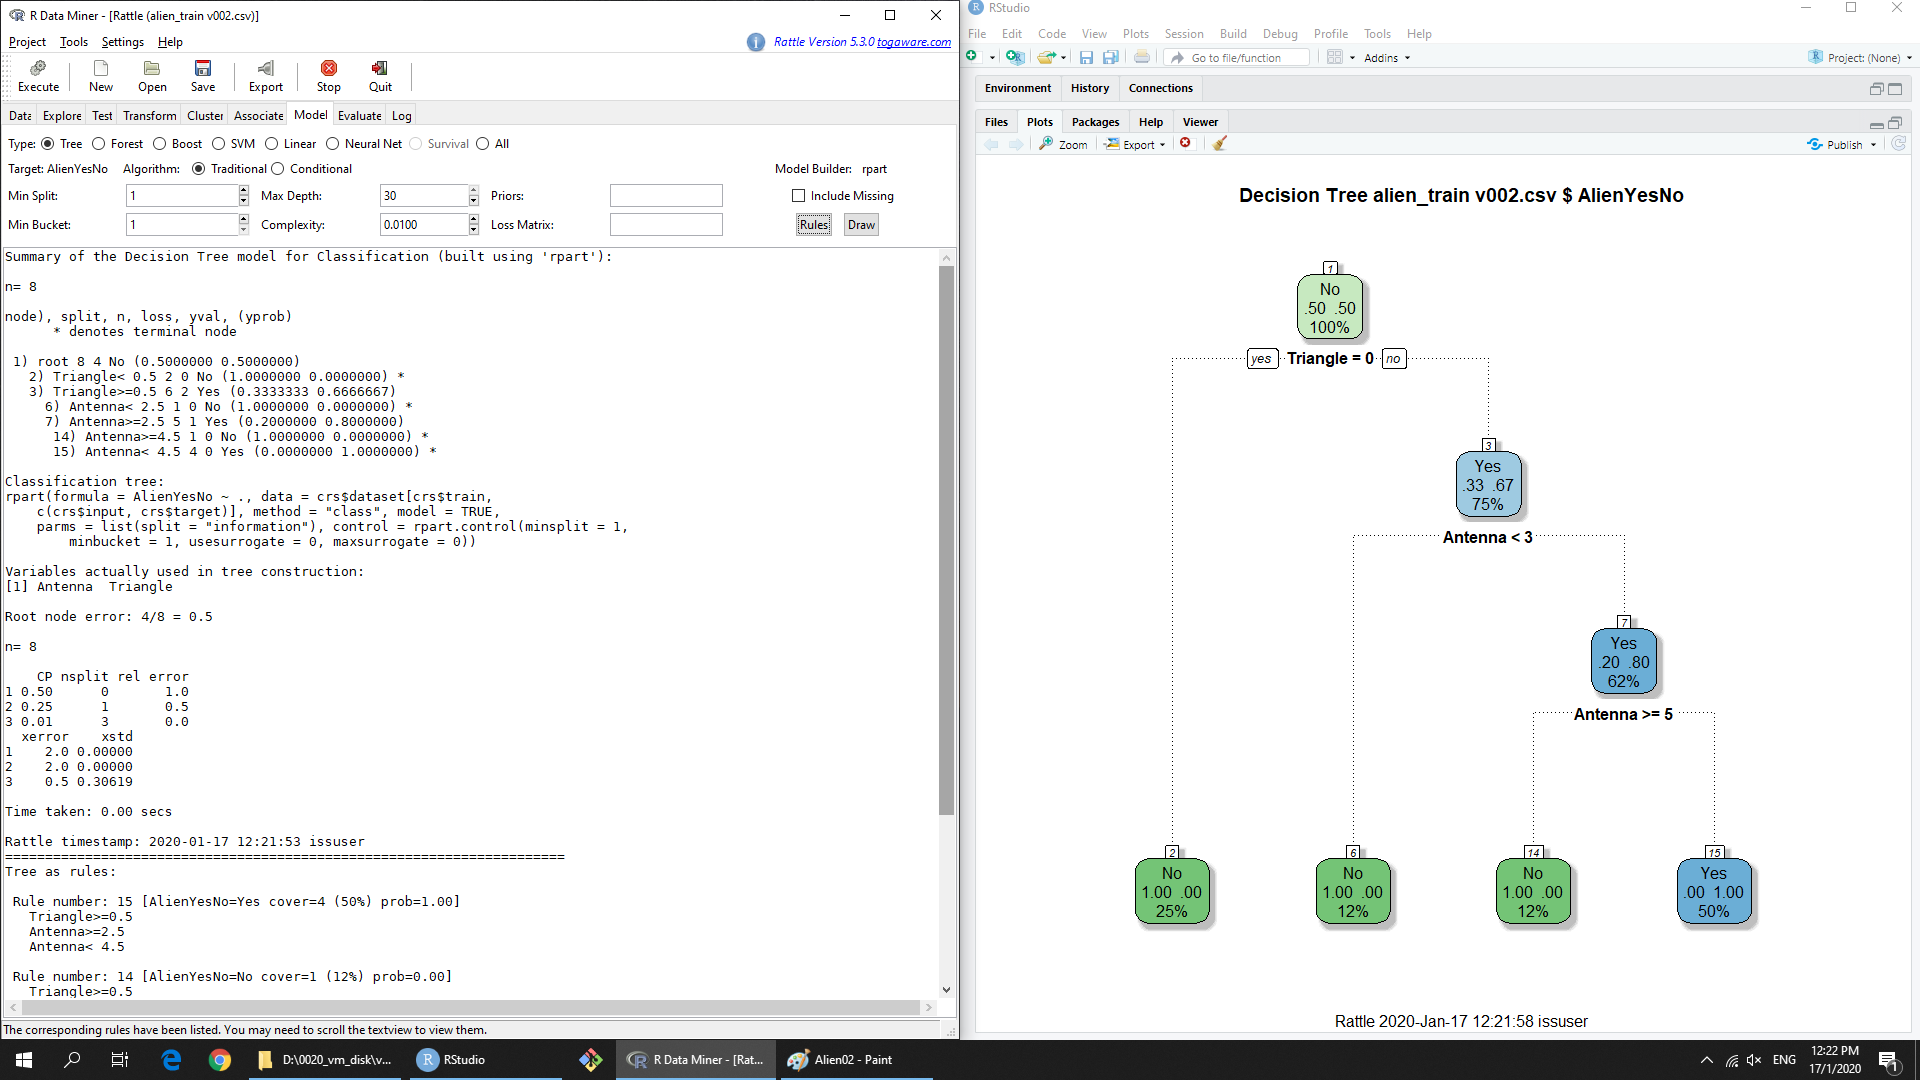 R Data Miner - [Rattle (alien_train v002.csv)]
Project Tools Settings Help
Rattle Version 5.3.0 togaware.com
Execute New Open Save Export Stop Quit
Data Explore Test Transform Cluster Associate Model Evaluate Log
Type: Tree Forest Boost SVM Linear Neural Net Survival All
Target: AlienYesNo Algorithm: Traditional Conditional Model Builder: rpart
Min Split: 1 Max Depth: 30 Priors: Include Missing
Min Bucket: 1 Complexity: 0.0100 Loss Matrix: Rules Draw
Summary of the Decision Tree model for Classification (built using 'rpart'):
n= 8
node), split, n, loss, yval, (yprob)
* denotes terminal node
1) root 8 4 No (0.5000000 0.5000000)
2) Triangle< 0.5 2 0 No (1.0000000 0.0000000) *
3) Triangle>=0.5 6 2 Yes (0.3333333 0.6666667)
6) Antenna< 2.5 1 0 No (1.0000000 0.0000000) *
7) Antenna>=2.5 5 1 Yes (0.2000000 0.8000000)
14) Antenna>=4.5 1 0 No (1.0000000 0.0000000) *
15) Antenna< 4.5 4 0 Yes (0.0000000 1.0000000) *
Classification tree:
rpart(formula = AlienYesNo ~ ., data = crs$dataset[crs$train,
c(crs$input, crs$target)], method = "class", model = TRUE,
parms = list(split = "information"), control = rpart.control(minsplit = 1,
minbucket = 1, usesurrogate = 0, maxsurrogate = 0))
Variables actually used in tree construction:
[1] Antenna Triangle
Root node error: 4/8 = 0.5
n= 8
CP nsplit rel error
1 0.50 0 1.0
2 0.25 1 0.5
3 0.01 3 0.0
xerror xstd
1 2.0 0.00000
2 2.0 0.00000
3 0.5 0.30619
Time taken: 0.00 secs
Rattle timestamp: 2020-01-17 12:21:53 issuser
======================================================================
Tree as rules:
Rule number: 15 [AlienYesNo=Yes cover=4 (50%) prob=1.00]
Triangle>=0.5
Antenna>=2.5
Antenna< 4.5
Rule number: 14 [AlienYesNo=No cover=1 (12%) prob=0.00]
Triangle>=0.5
The corresponding rules have been listed. You may need to scroll the textview to view them.
RStudio
File Edit Code View Plots Session Build Debug Profile Tools Help
Go to file/function Addins Project: (None)
Environment History Connections
Files Plots Packages Help Viewer
Zoom Export Publish
Decision Tree alien_train v002.csv $ AlienYesNo
1
No
.50 .50
100%
yes Triangle = 0 no
3
Yes
.33 .67
75%
Antenna < 3
7
Yes
.20 .80
62%
Antenna >= 5
2 6 14 15
No No No Yes
1.00 .00 1.00 .00 1.00 .00 .00 1.00
25% 12% 12% 50%
Rattle 2020-Jan-17 12:21:58 issuser
D:\0020_vm_disk\v... RStudio R Data Miner - [Rat... Alien02 - Paint
ENG
12:22 PM
17/1/2020
1